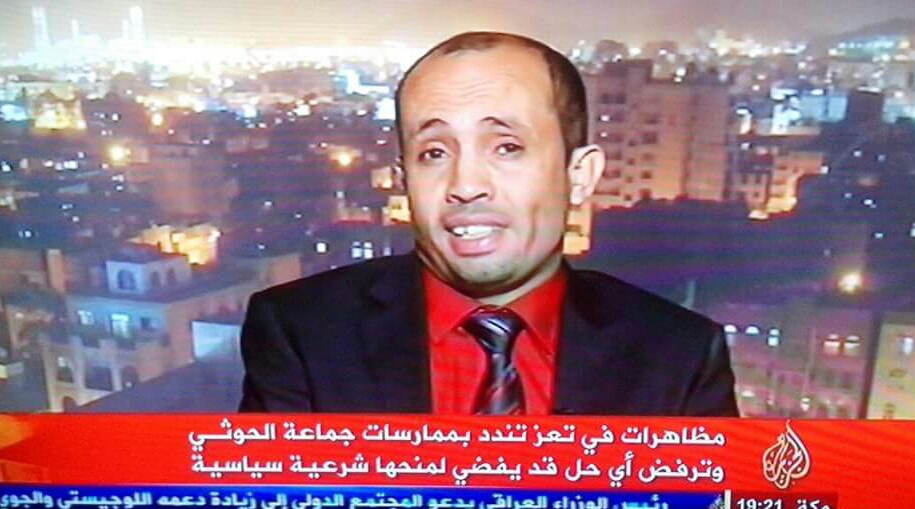 مظاهرات في تعز تندد بممارسات جماعة الحوثي
وترفض أي حل قد يفضي لمنحها شرعية سياسية
الجزيرة
رئيس الوزراء العراقي يدعو المجتمع الدولي إلى زيادة دعمه اللوجيستي والجوي
مكة 19:21